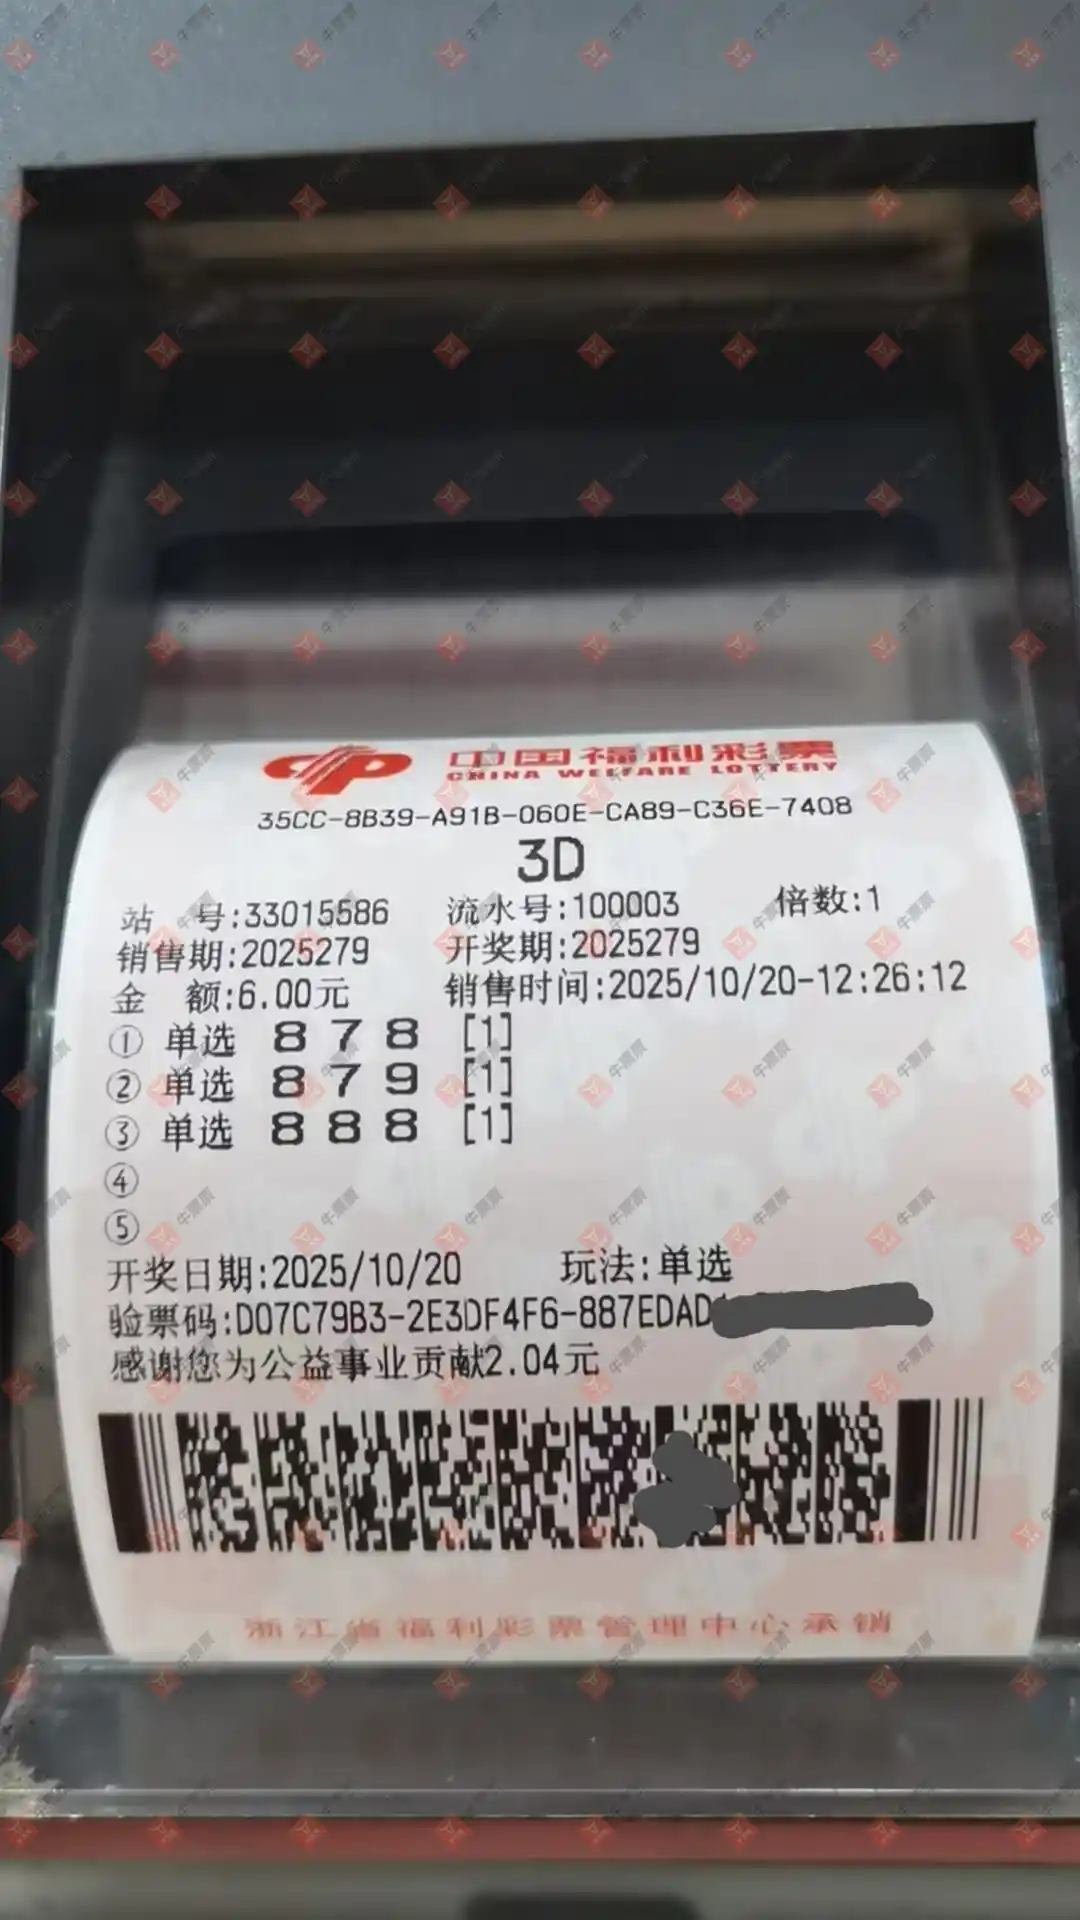 中国福利彩票
CHINA WELFARE LOTTERY
35CC-8B39-A91B-060E-CA89-C36E-7408
3D
站 号:33015586 流水号:100003 倍数:1
销售期:2025279 开奖期:2025279
金 额:6.00元 销售时间:2025/10/20-12:26:12
① 单选 8 7 8 [1]
② 单选 8 7 9 [1]
③ 单选 8 8 8 [1]
④
⑤
开奖日期:2025/10/20 玩法:单选
验票码:D07C79B3-2E3DF4F6-887EDAD
感谢您为公益事业贡献2.04元
浙江省福利彩票管理中心承销
牛票票